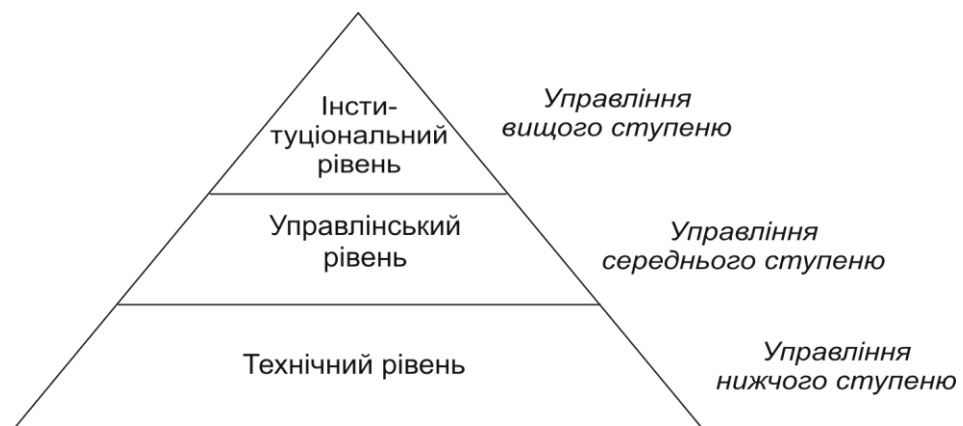 Інсти-
туціональний
рівень
Управління
вищого ступеню
Управлінський
рівень
Управління
середнього ступеню
Технічний рівень
Управління
нижчого ступеню